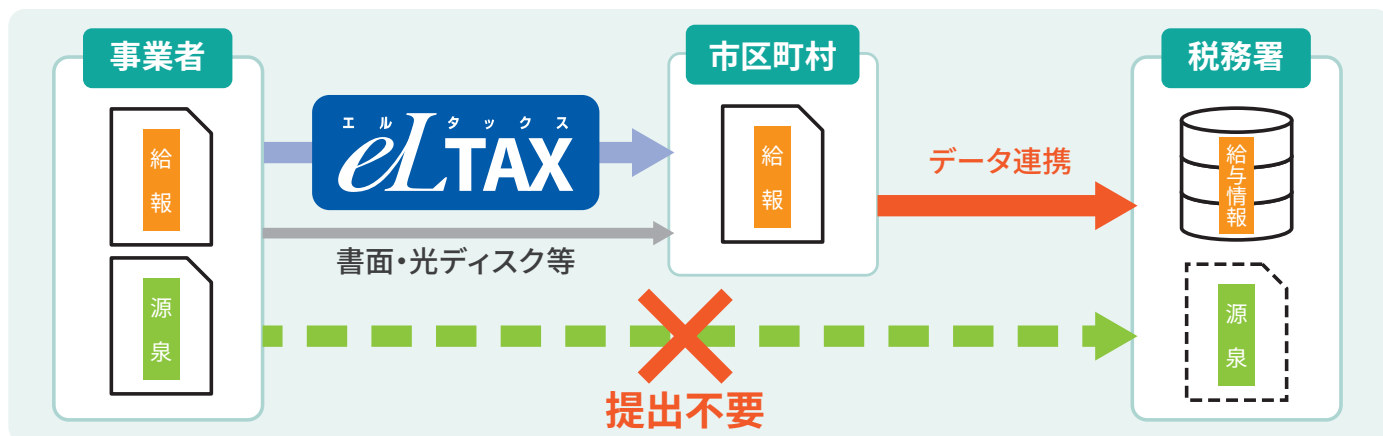 事業者
市区町村
税務署
給報
エルタックス
eLTAX
給報
データ連携
給与情報
書面・光ディスク等
源泉
源泉
提出不要